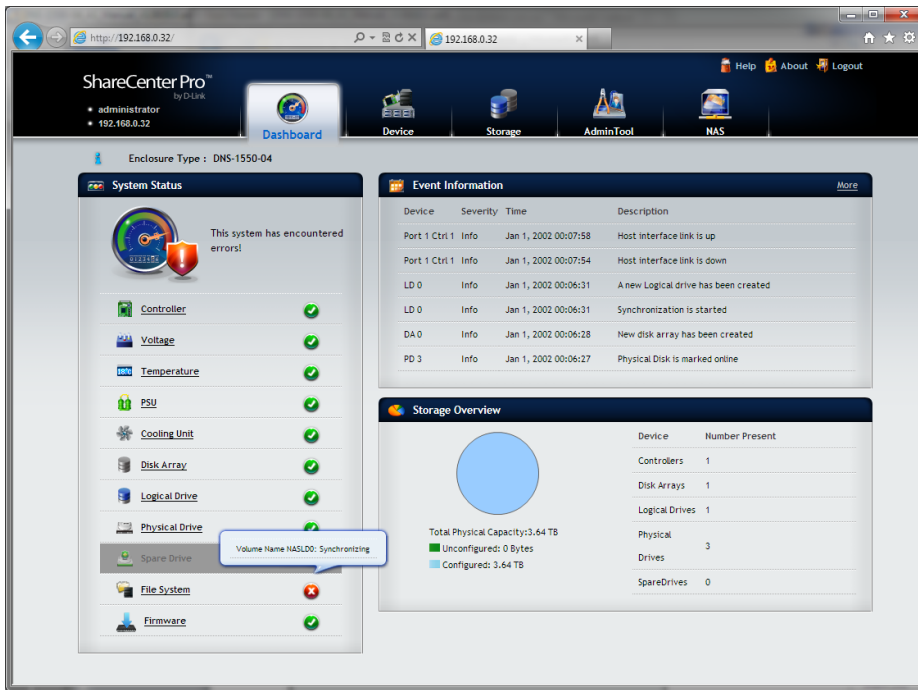 http://192.168.0.32/
192.168.0.32
Help About Logout
ShareCenter Pro™
by D-Link
administrator
192.168.0.32
Dashboard Device Storage AdminTool NAS
Enclosure Type : DNS-1550-04
System Status
This system has encountered
errors!
Controller
Voltage
Temperature
PSU
Cooling Unit
Disk Array
Logical Drive
Physical Drive
Volume Name NASLD0: Synchronizing
Spare Drive
File System
Firmware
Event Information More
Device Severity Time Description
Port 1 Ctrl 1 Info Jan 1, 2002 00:07:58 Host interface link is up
Port 1 Ctrl 1 Info Jan 1, 2002 00:07:54 Host interface link is down
LD 0 Info Jan 1, 2002 00:06:31 A new Logical drive has been created
LD 0 Info Jan 1, 2002 00:06:31 Synchronization is started
DA 0 Info Jan 1, 2002 00:06:28 New disk array has been created
PD 3 Info Jan 1, 2002 00:06:27 Physical Disk is marked online
Storage Overview
Total Physical Capacity:3.64 TB
Unconfigured: 0 Bytes
Configured: 3.64 TB
Device Number Present
Controllers 1
Disk Arrays 1
Logical Drives 1
Physical
Drives 3
SpareDrives 0